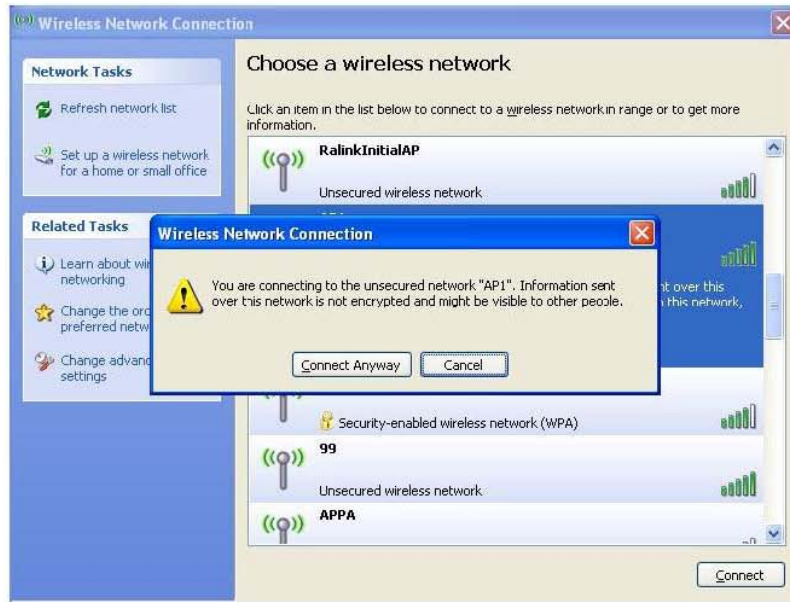 Wireless Network Connection
Network Tasks
Refresh network list
Set up a wireless network
for a home or small office
Related Tasks
Learn about
networking
Change the
preferred
Change
settings
Choose a wireless network
Click an item in the list below to connect to a wireless network in range or to get more
information.
RalinkInitialAP
Unsecured wireless network
over this
this network,
Security-enabled wireless network (WPA)
99
Unsecured wireless network
APPA
Connect
Wireless Network Connection
You are connecting to the unsecured network "AP1". Information sent
over this network is not encrypted and might be visible to other people.
Connect Anyway
Cancel